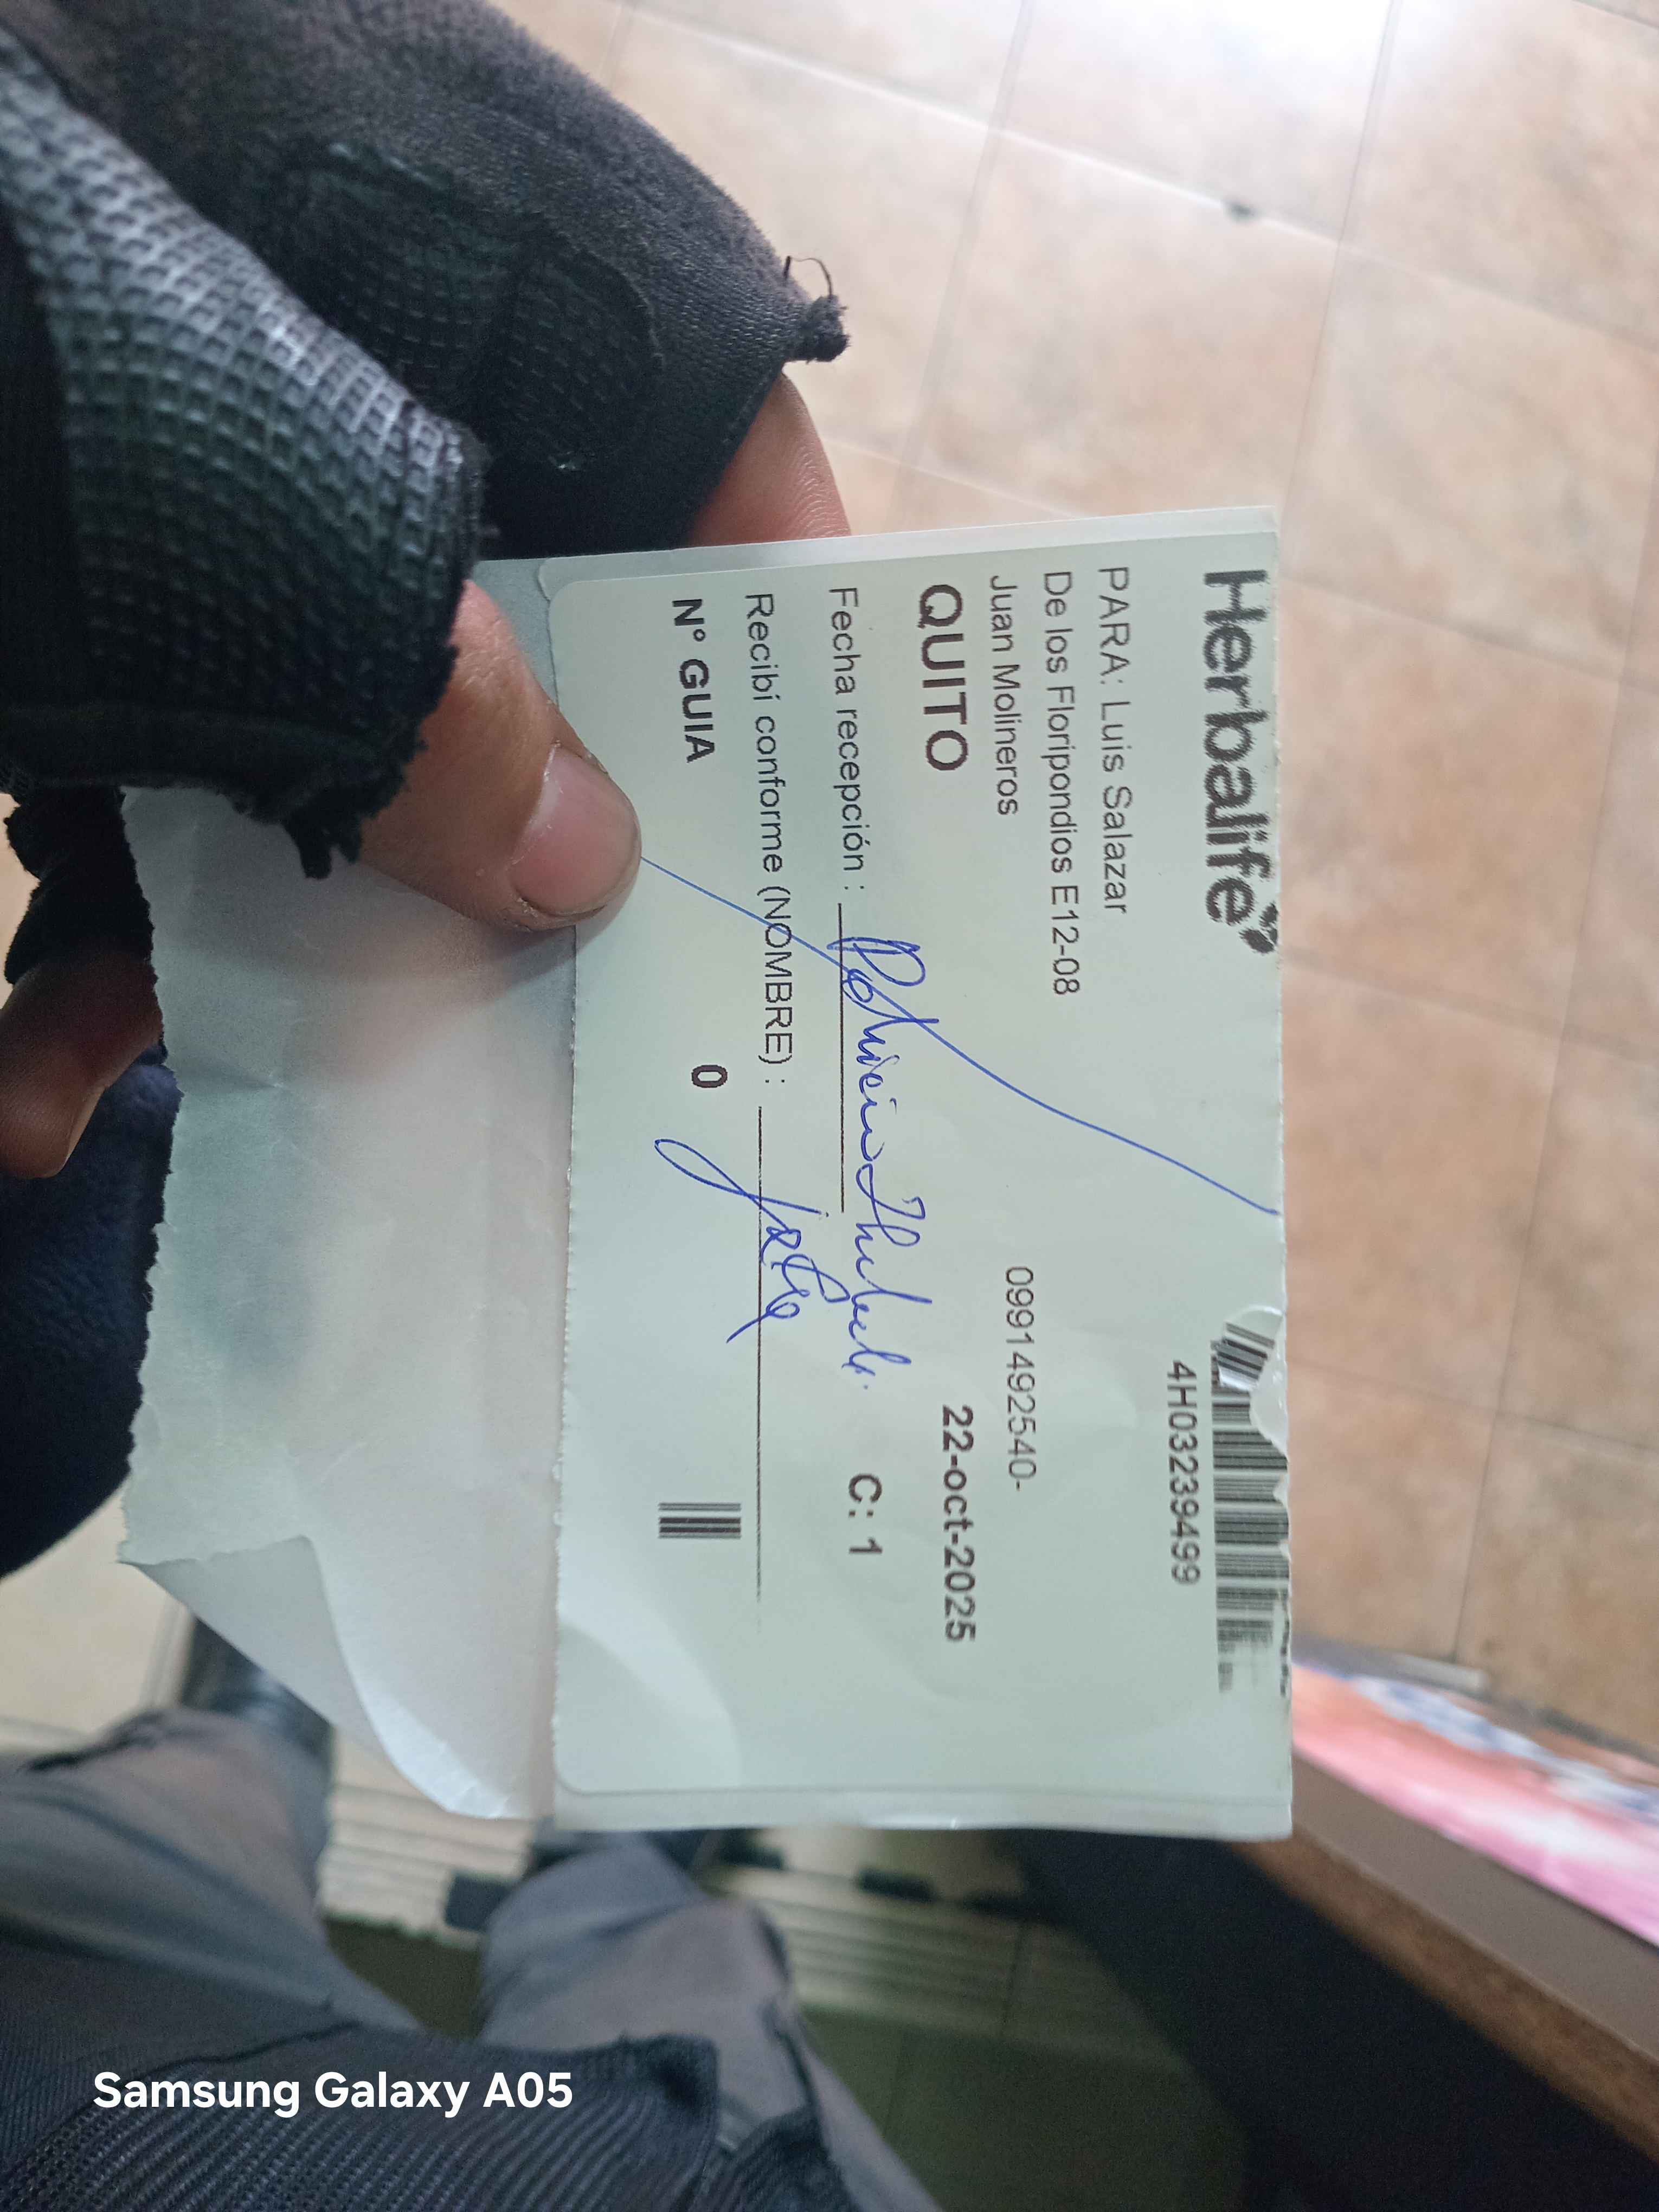 Herbalife
4H03239499
PARA: Luis Salazar
De los Floripondios E12-08
0991492540-
Juan Molineros
QUITO
22-oct-2025
Fecha recepción :
C: 1
Recibí conforme (NOMBRE) :
N° GUIA 0
Samsung Galaxy A05